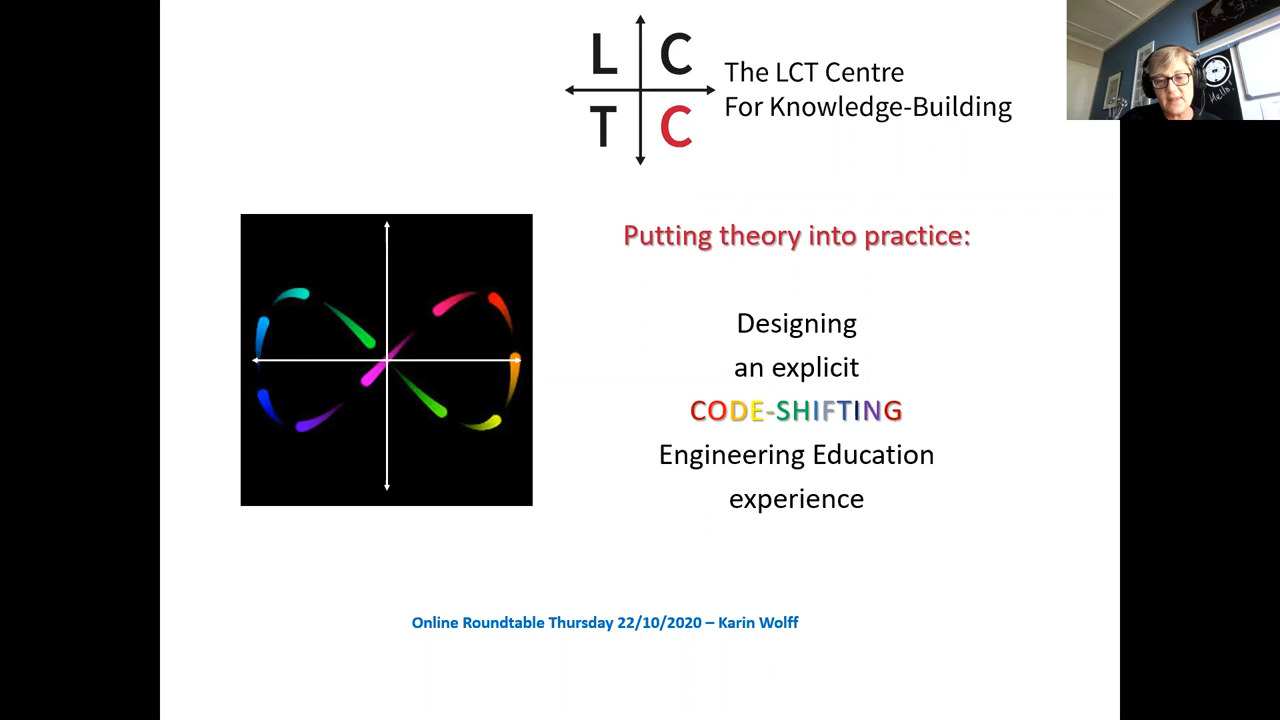 L C
T C
The LCT Centre
For Knowledge-Building
Hello!
Putting theory into practice:
Designing
an explicit
CODE-SHIFTING
Engineering Education
experience
Online Roundtable Thursday 22/10/2020 – Karin Wolff